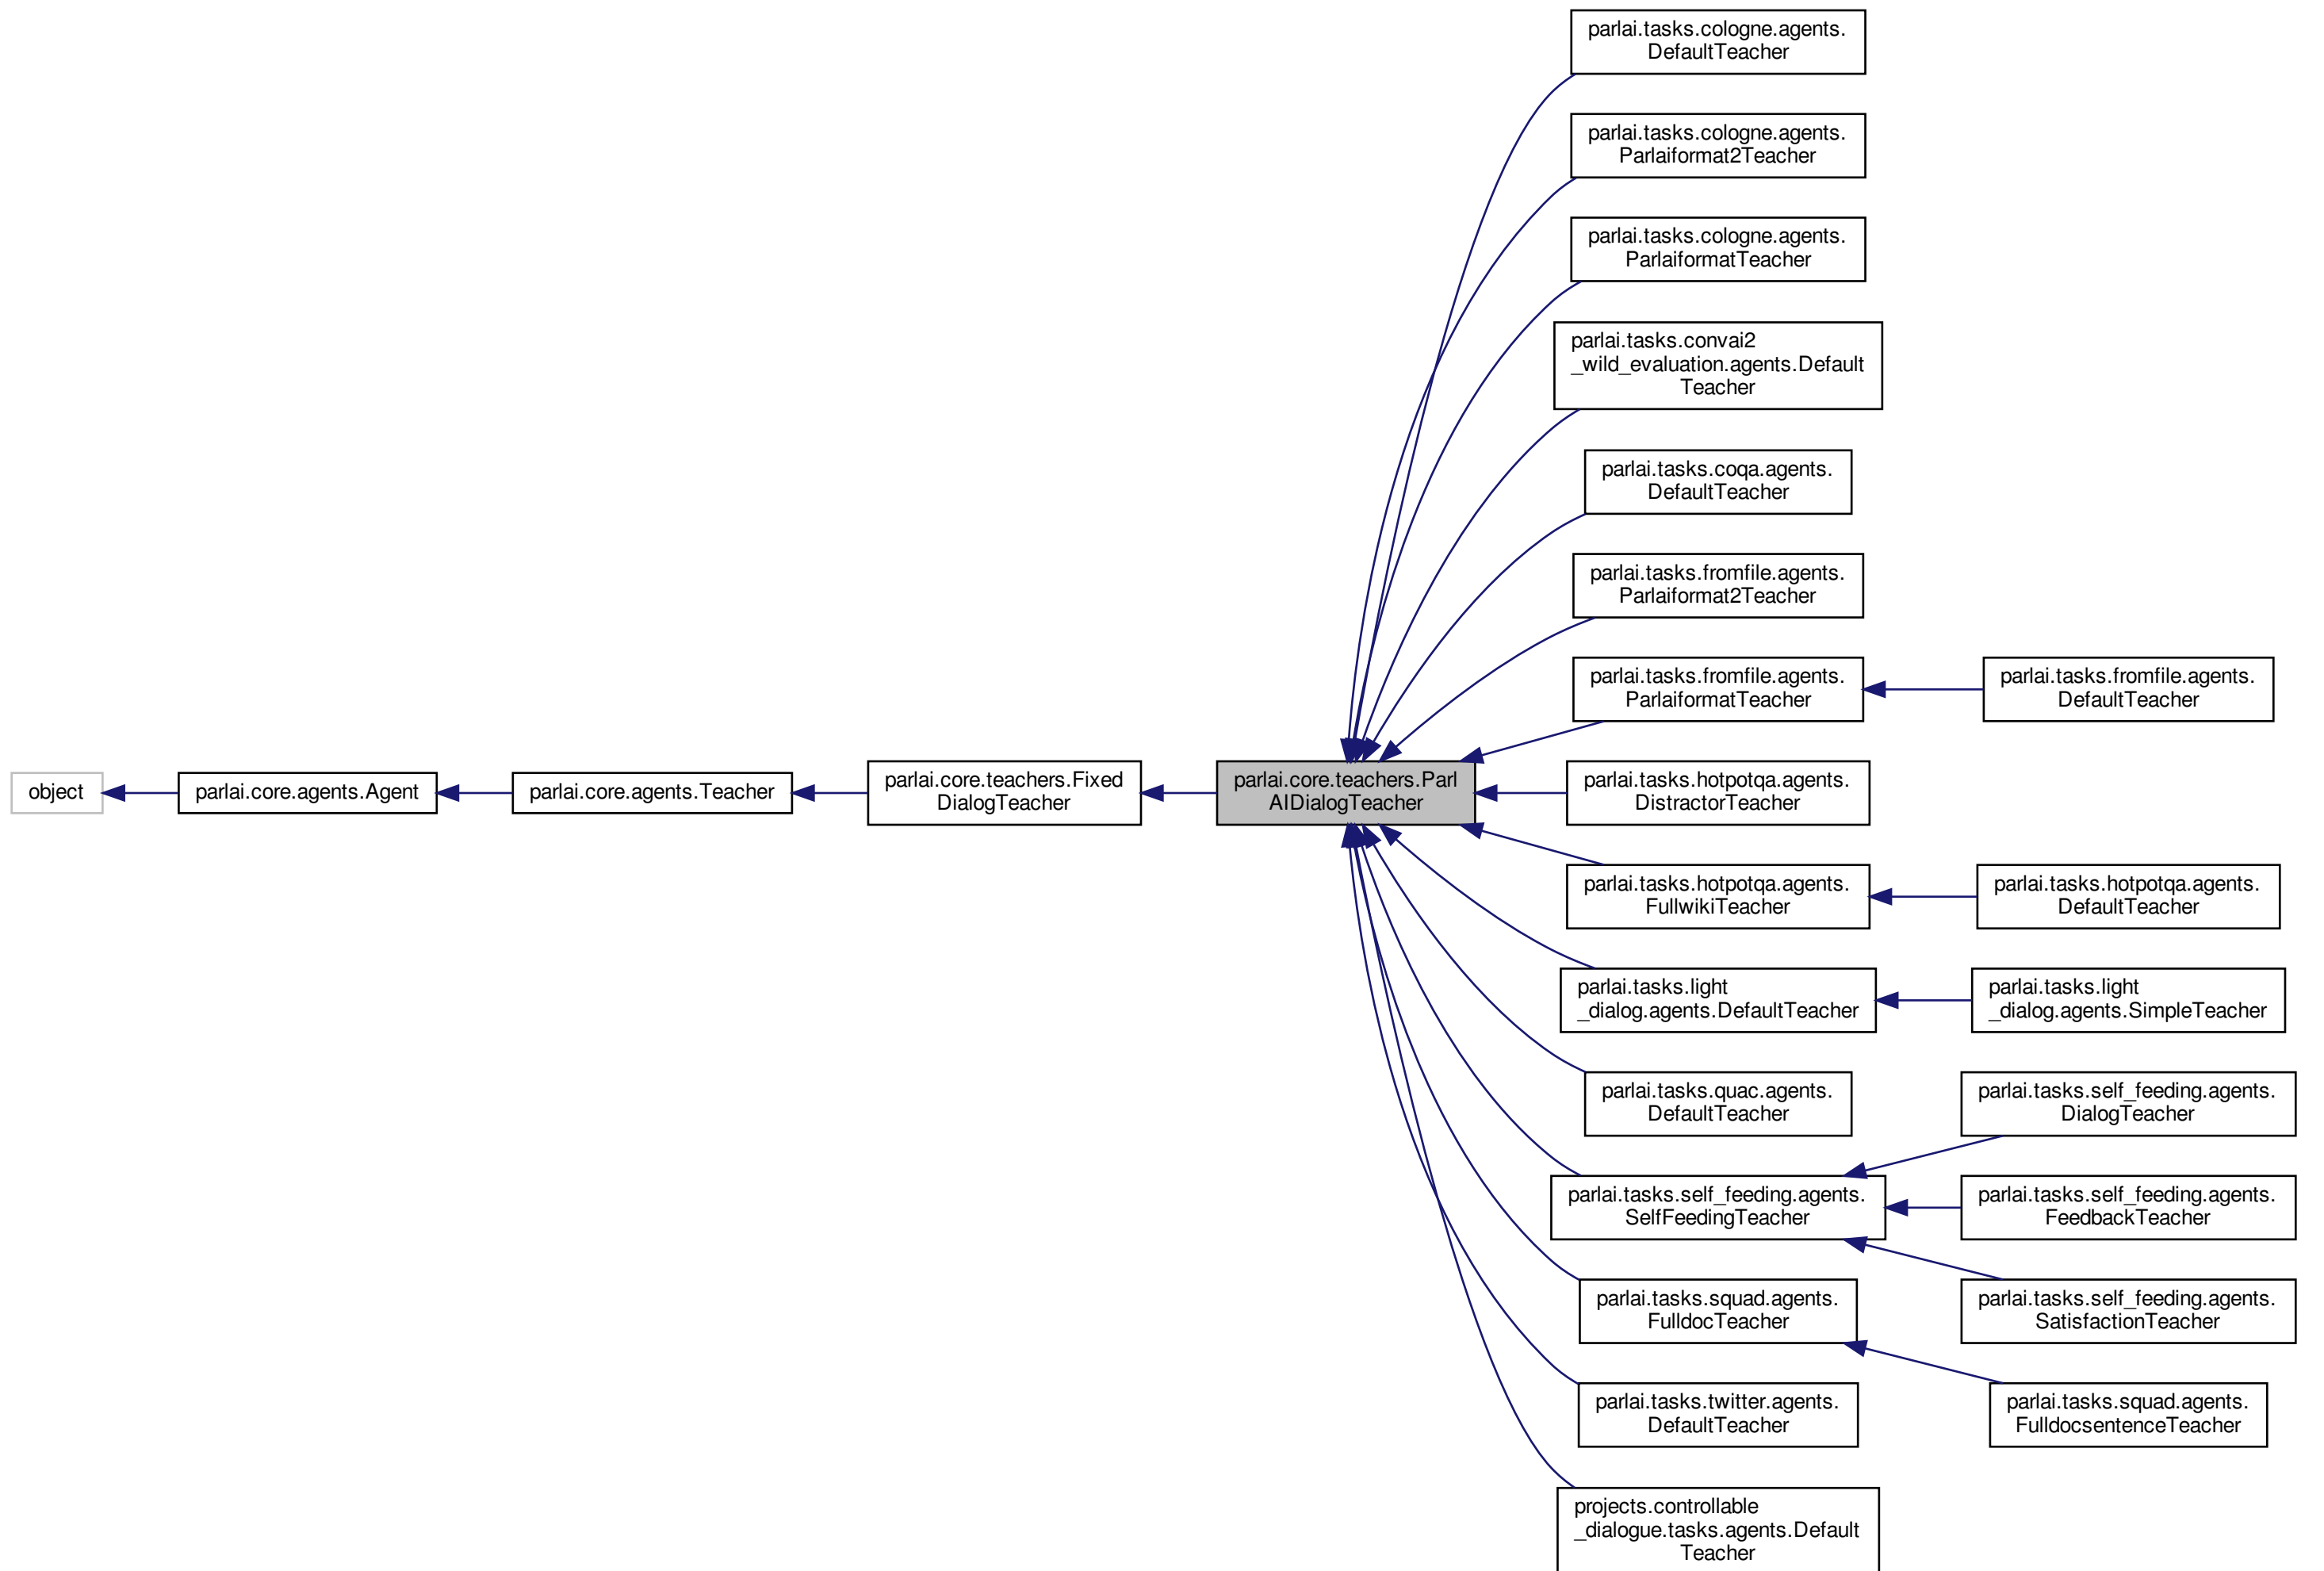 parlai.tasks.cologne.agents.
DefaultTeacher
parlai.tasks.cologne.agents.
Parlaiformat2Teacher
parlai.tasks.cologne.agents.
ParlaiformatTeacher
parlai.tasks.convai2
_wild_evaluation.agents.Default
Teacher
parlai.tasks.coqa.agents.
DefaultTeacher
parlai.tasks.fromfile.agents.
Parlaiformat2Teacher
parlai.tasks.fromfile.agents.
ParlaiformatTeacher
parlai.tasks.fromfile.agents.
DefaultTeacher
object
parlai.core.agents.Agent
parlai.core.agents.Teacher
parlai.core.teachers.Fixed
DialogTeacher
parlai.core.teachers.Parl
AIDialogTeacher
parlai.tasks.hotpotqa.agents.
DistractorTeacher
parlai.tasks.hotpotqa.agents.
FullwikiTeacher
parlai.tasks.hotpotqa.agents.
DefaultTeacher
parlai.tasks.light
_dialog.agents.DefaultTeacher
parlai.tasks.light
_dialog.agents.SimpleTeacher
parlai.tasks.quac.agents.
DefaultTeacher
parlai.tasks.self_feeding.agents.
DialogTeacher
parlai.tasks.self_feeding.agents.
SelfFeedingTeacher
parlai.tasks.self_feeding.agents.
FeedbackTeacher
parlai.tasks.squad.agents.
FulldocTeacher
parlai.tasks.self_feeding.agents.
SatisfactionTeacher
parlai.tasks.twitter.agents.
DefaultTeacher
parlai.tasks.squad.agents.
FulldocsentenceTeacher
projects.controllable
_dialogue.tasks.agents.Default
Teacher